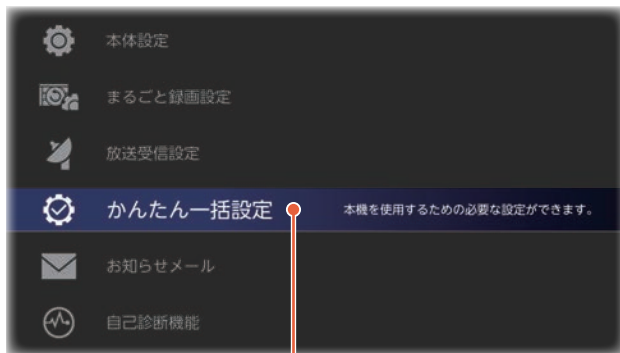 本体設定
まるごと録画設定
放送受信設定
かんたん一括設定 本機を使用するための必要な設定ができます。
お知らせメール
自己診断機能